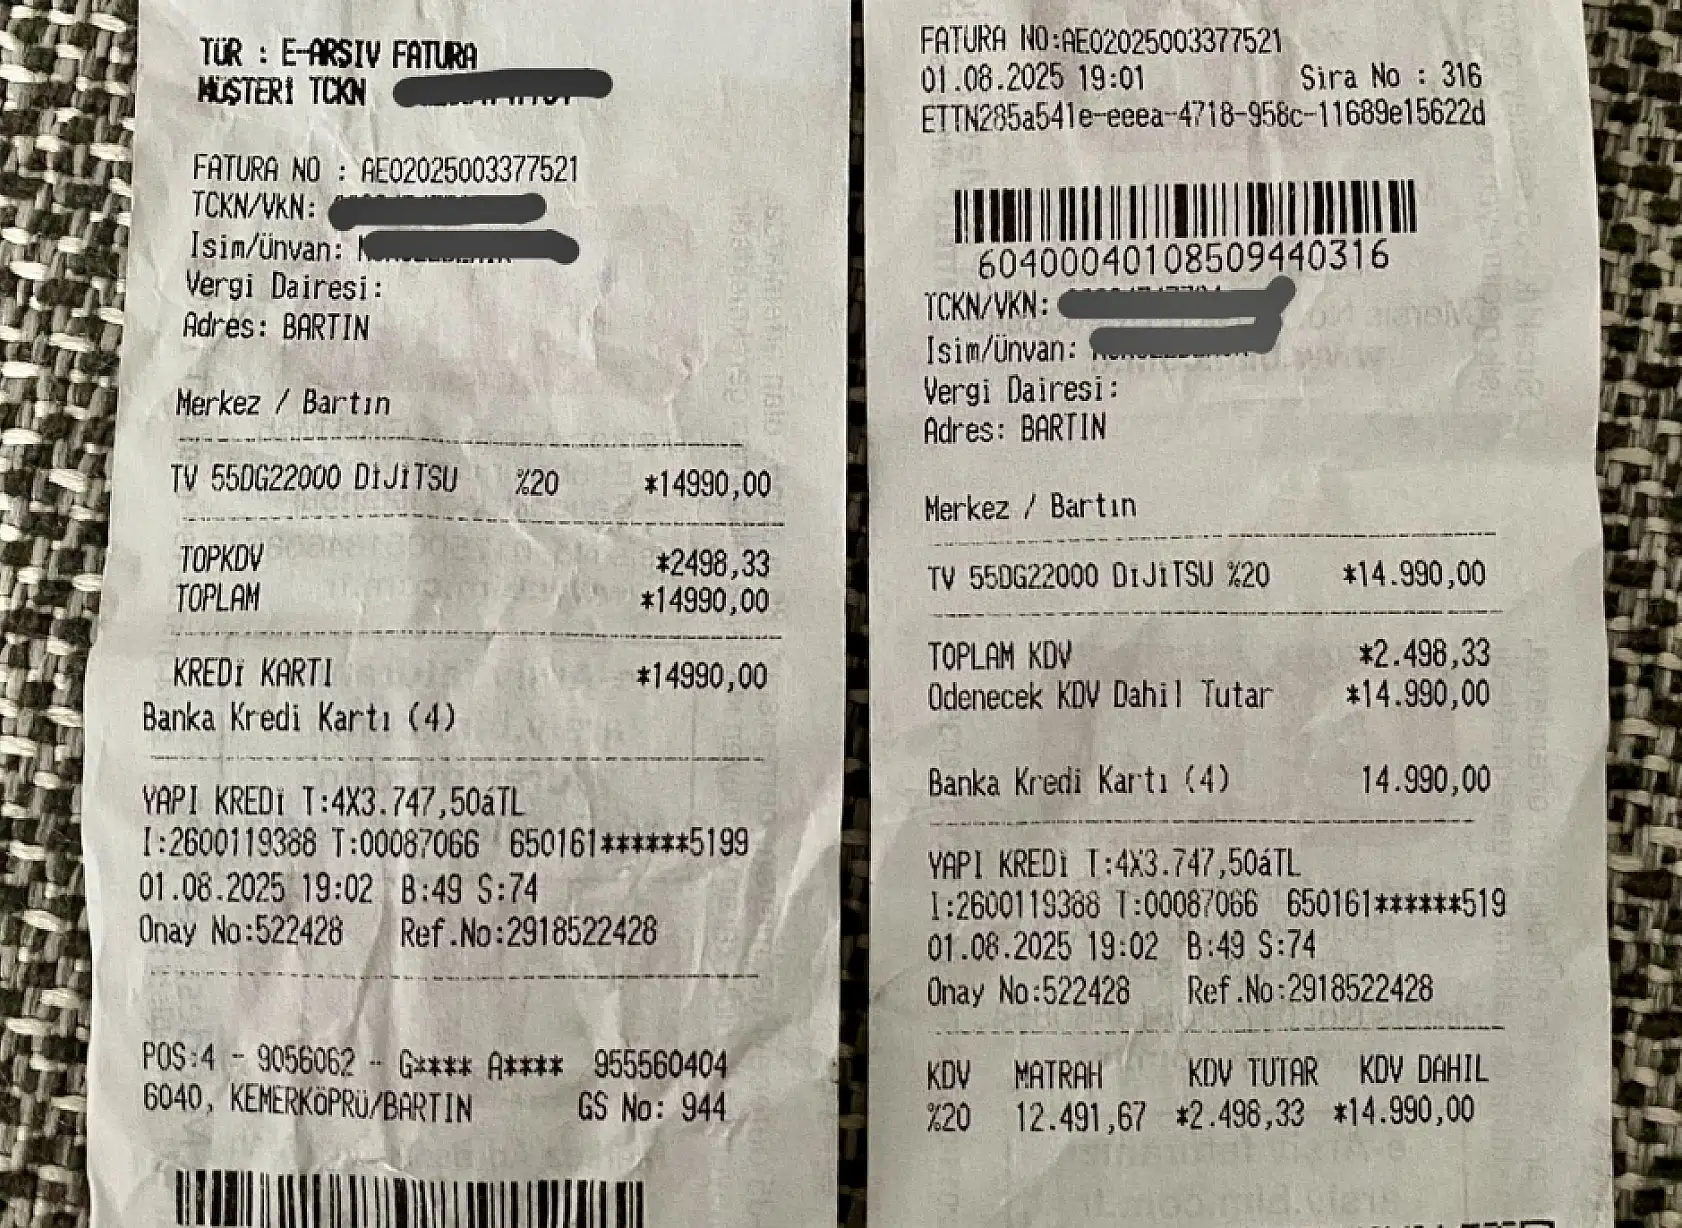 TÜR : E-ARSIV FATURA
MÜŞTERİ TCKN
FATURA NO : AE02025003377521
TCKN/VKN:
Isim/Ünvan:
Vergi Dairesi:
Adres: BARTIN
Merkez / Bartın
TV 55DG22000 DİJİTSU %20 *14990,00
TOPKDV *2498,33
TOPLAM *14990,00
KREDİ KARTI *14990,00
Banka Kredi Kartı (4)
YAPI KREDİ T:4X3.747,50áTL
I:2600119388 T:00087066 650161******5199
01.08.2025 19:02 B:49 S:74
Onay No:522428 Ref.No:2918522428
POS:4 - 9056062 - G**** A**** 955560404
6040, KEMERKÖPRÜ/BARTIN GS No: 944
FATURA NO:AE02025003377521
01.08.2025 19:01 Sira No : 316
ETTN285a541e-eeea-4718-958c-11689e15622d
60400040108509440316
TCKN/VKN:
Isim/Ünvan:
Vergi Dairesi:
Adres: BARTIN
Merkez / Bartın
TV 55DG22000 DİJİTSU %20 *14.990,00
TOPLAM KDV *2.498,33
Odenecek KDV Dahil Tutar *14.990,00
Banka Kredi Kartı (4) 14.990,00
YAPI KREDİ T:4X3.747,50áTL
I:2600119388 T:00087066 650161******519
01.08.2025 19:02 B:49 S:74
Onay No:522428 Ref.No:2918522428
KDV MATRAH KDV TUTAR KDV DAHIL
%20 12.491,67 *2.498,33 *14.990,00